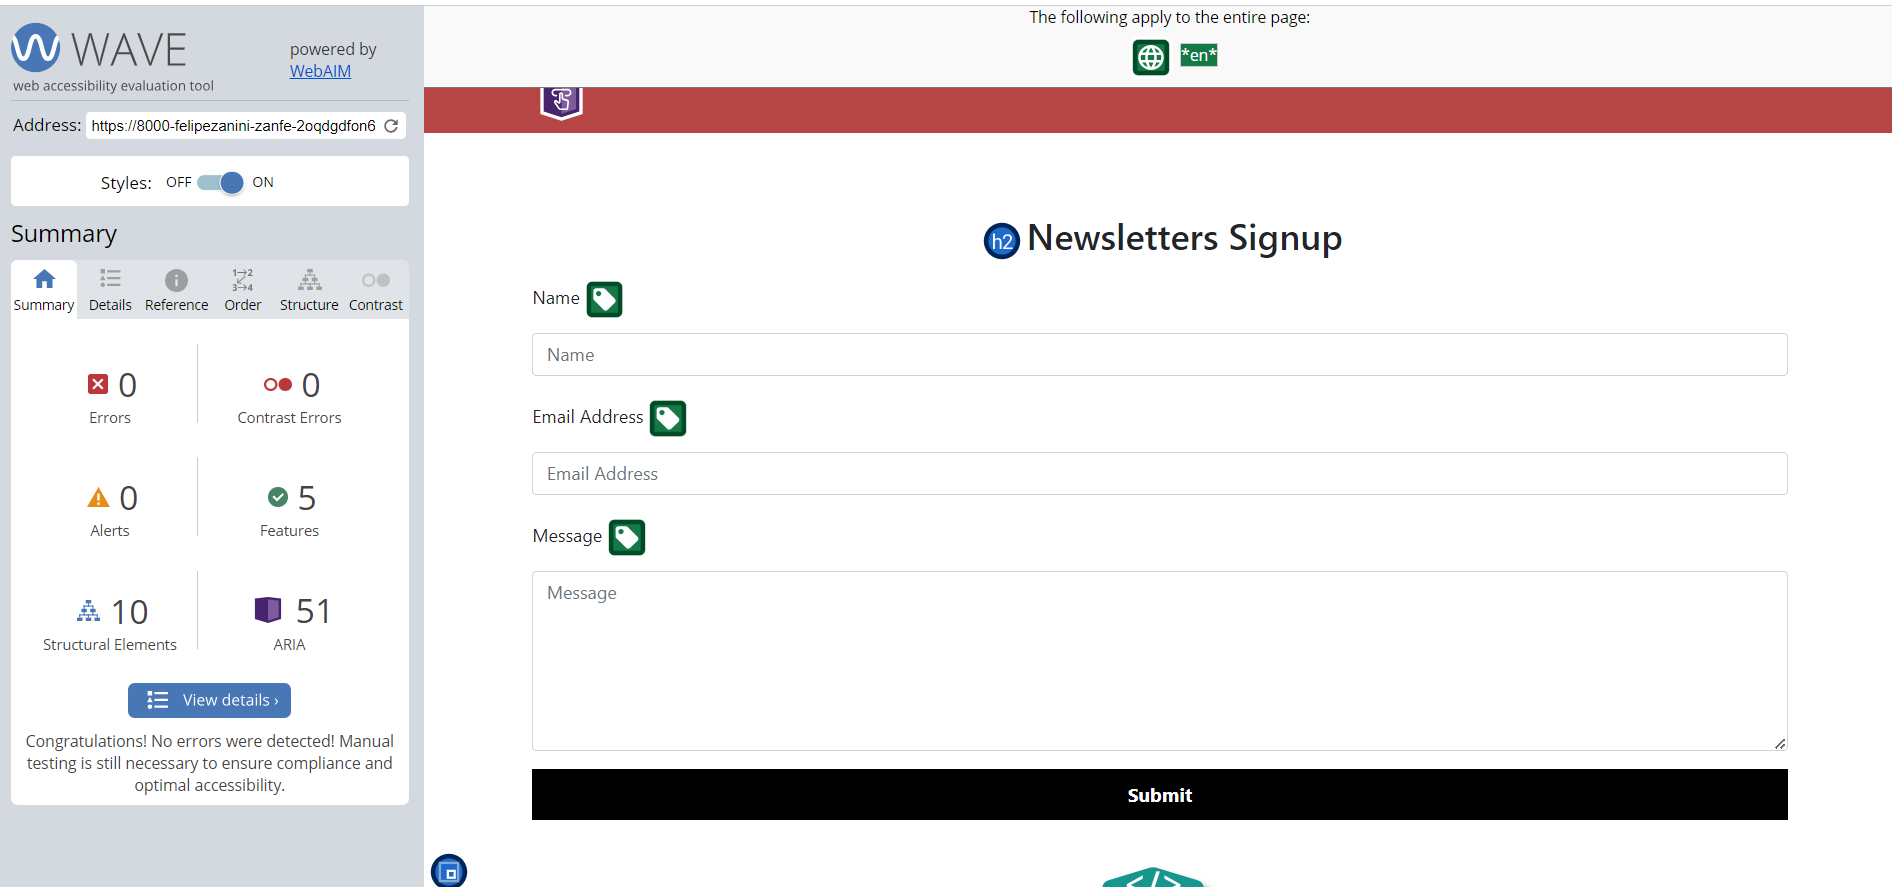 WAVE
powered by
WebAIM
web accessibility evaluation tool
Address: https://8000-felipezanini-zanfe-2oqdgdfon6
Styles: OFF ON
Summary
Summary Details Reference Order Structure Contrast
0
Errors
0
Contrast Errors
0
Alerts
5
Features
10
Structural Elements
51
ARIA
View details ›
Congratulations! No errors were detected! Manual
testing is still necessary to ensure compliance and
optimal accessibility.
The following apply to the entire page:
*en*
h2 Newsletters Signup
Name
Name
Email Address
Email Address
Message
Message
Submit